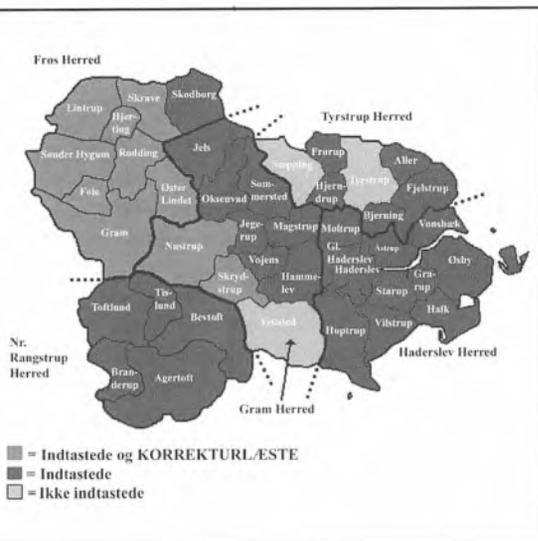 Fros Herred
Skrave
Skodborg
Lintrup
Hjer-
ting
Tyrstrup Herred
Sønder Hygum
Rødding
Jels
Stepping
Frørup
Tyrstrup
Aller
Fole
Øster
Lindet
Oksenvad
Som-
mersted
Hjern-
drup
Fjelstrup
Bjerning
Gram
Nustrup
Jege-
rup
Magstrup
Moltrup
Vonsbæk
Gl.
Haderslev
Åstrup
Haderslev
Vojens
Hamme-
lev
Skryd-
strup
Øxby
Gra-
rup
Starup
Halk
Toftlund
Tis-
lund
Bevtoft
Vedsted
Hoptrup
Vilstrup
Nr.
Rangstrup
Herred
Bran-
derup
Agertoft
Haderslev Herred
Gram Herred
= Indtastede og KORREKTURLÆSTE
= Indtastede
= Ikke indtastede